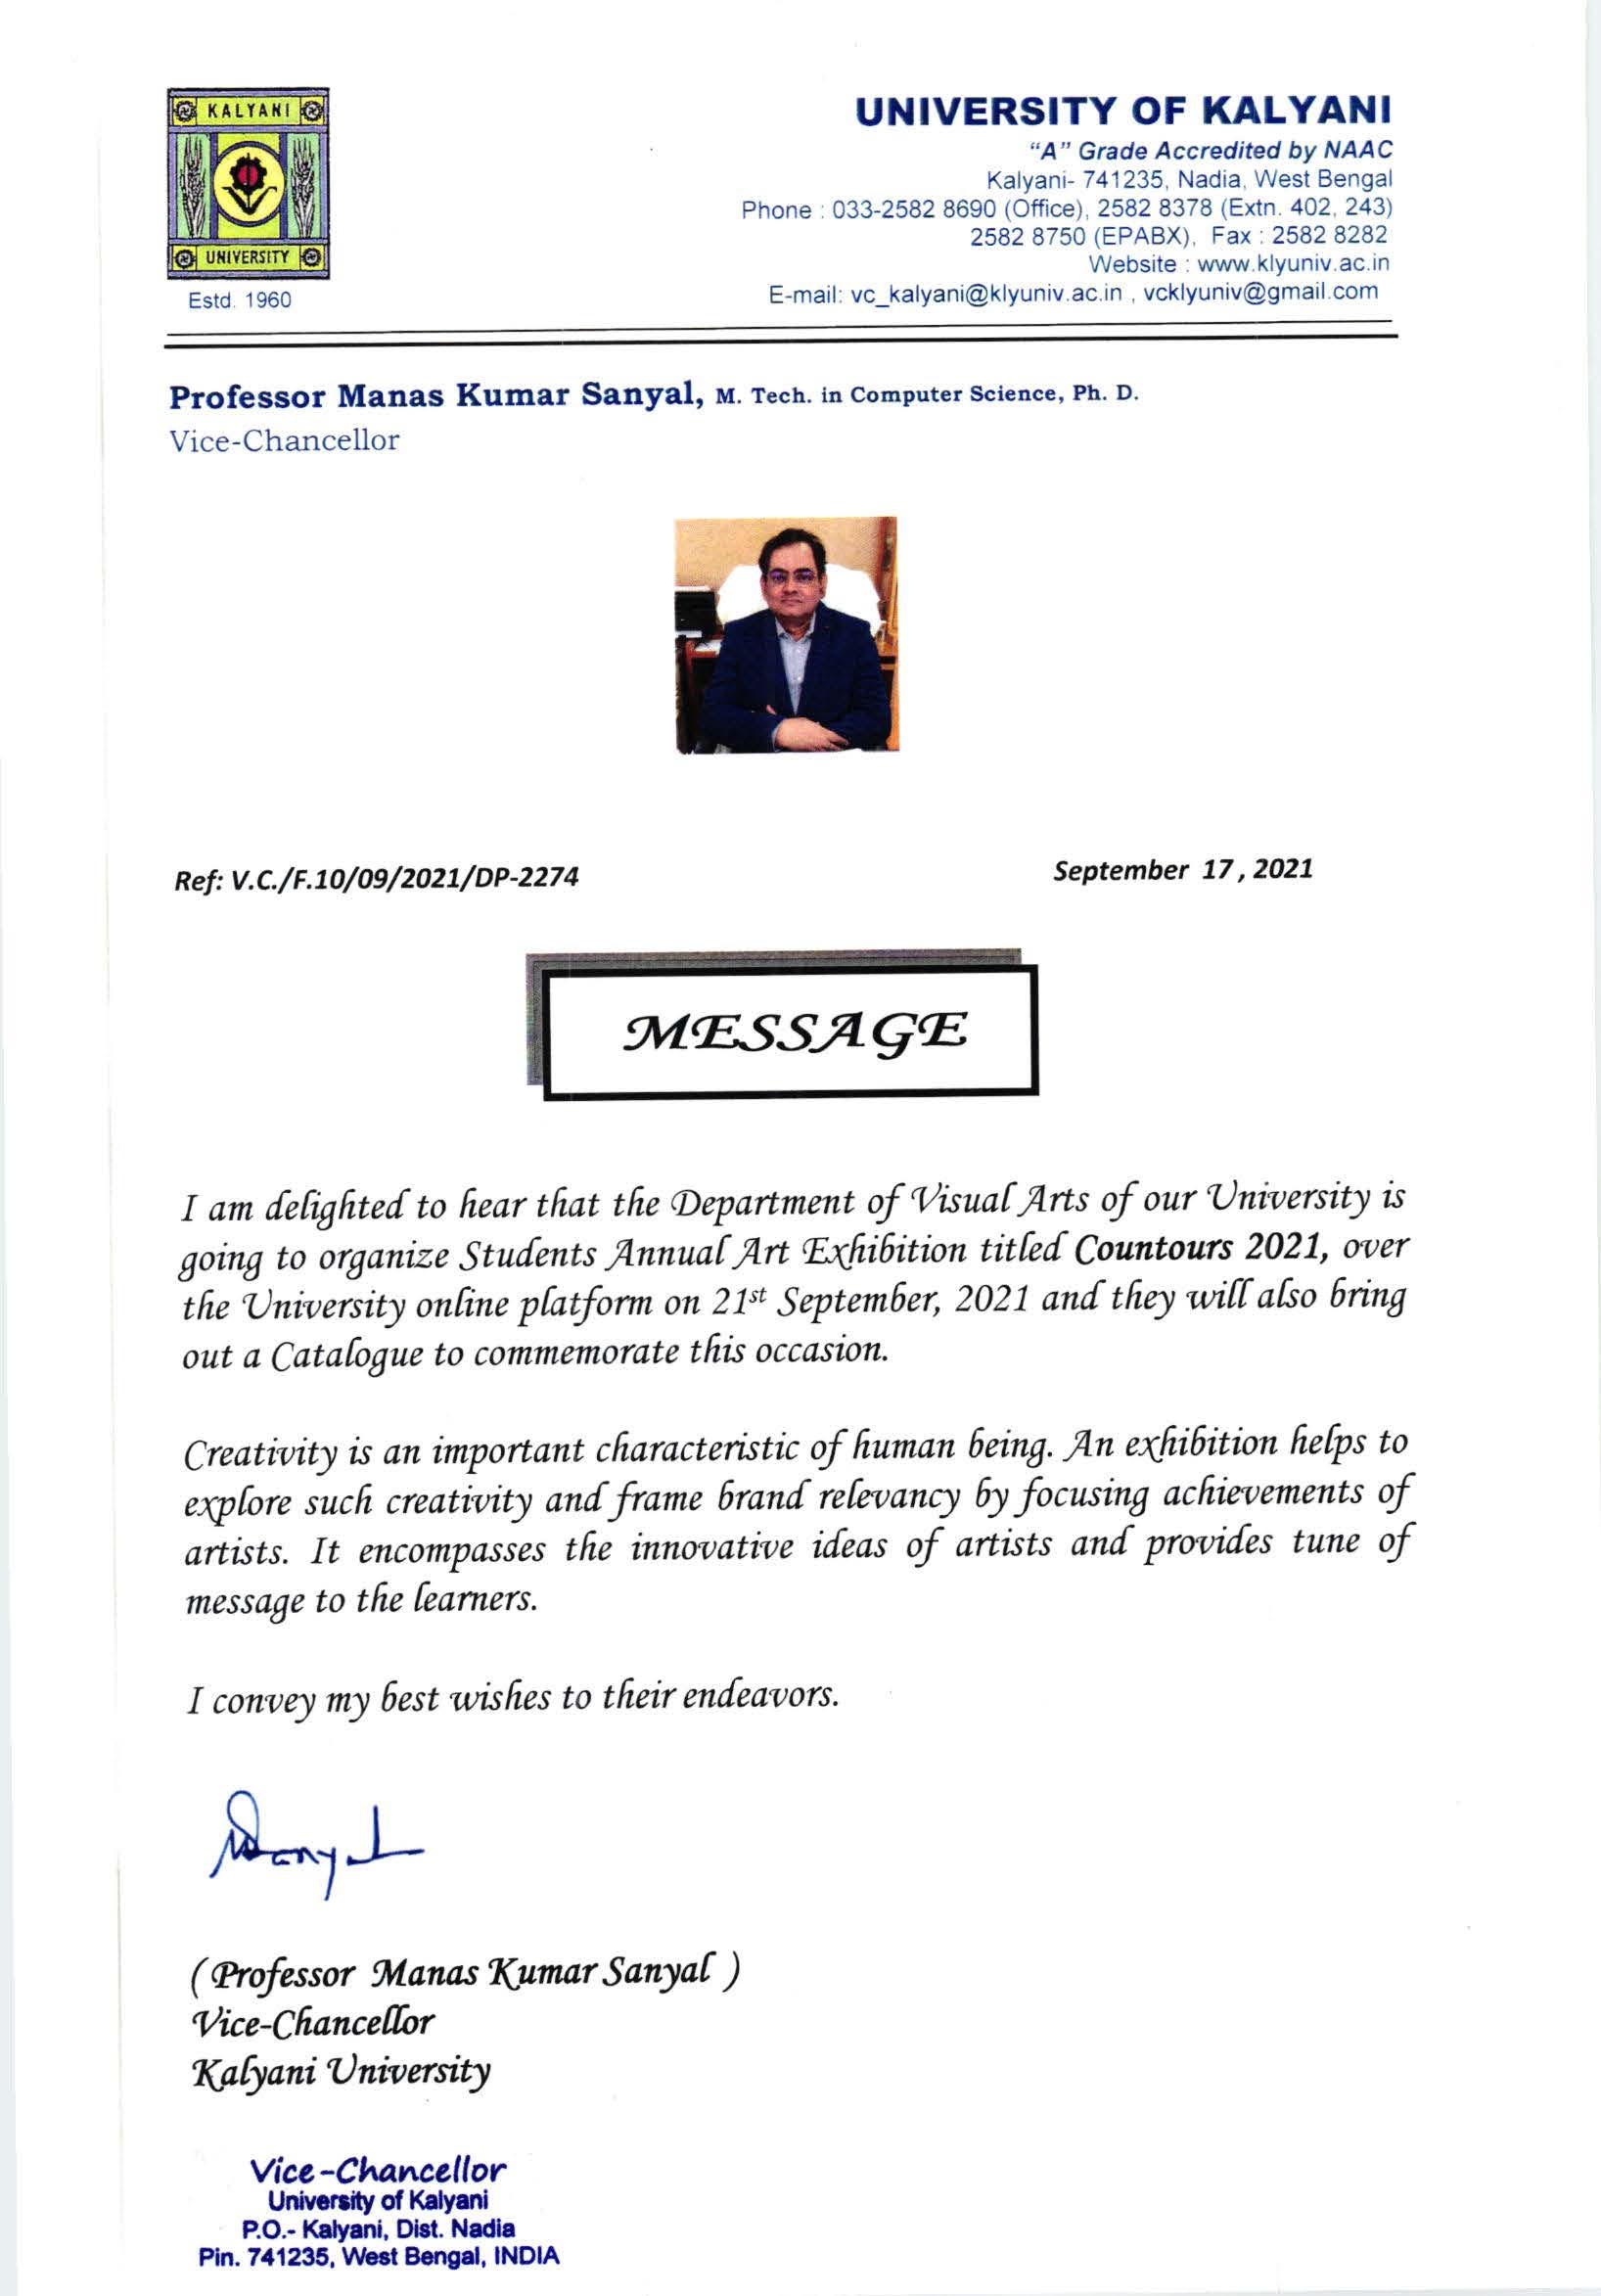 KALYANI
UNIVERSITY
Estd. 1960
UNIVERSITY OF KALYANI
"A" Grade Accredited by NAAC
Kalyani- 741235, Nadia, West Bengal
Phone : 033-2582 8690 (Office), 2582 8378 (Extn. 402, 243)
2582 8750 (EPABX), Fax : 2582 8282
Website : www.klyuniv.ac.in
E-mail: vc_kalyani@klyuniv.ac.in , vcklyuniv@gmail.com
Professor Manas Kumar Sanyal, M. Tech. in Computer Science, Ph. D.
Vice-Chancellor
Ref: V.C./F.10/09/2021/DP-2274
September 17, 2021
MESSAGE
I am delighted to hear that the Department of Visual Arts of our University is
going to organize Students Annual Art Exhibition titled Countours 2021, over
the University online platform on 21st September, 2021 and they will also bring
out a Catalogue to commemorate this occasion.
Creativity is an important characteristic of human being. An exhibition helps to
explore such creativity and frame brand relevancy by focusing achievements of
artists. It encompasses the innovative ideas of artists and provides tune of
message to the learners.
I convey my best wishes to their endeavors.
MSanyal
( Professor Manas Kumar Sanyal )
Vice-Chancellor
Kalyani University
Vice-Chancellor
University of Kalyani
P.O.- Kalyani, Dist. Nadia
Pin. 741235, West Bengal, INDIA